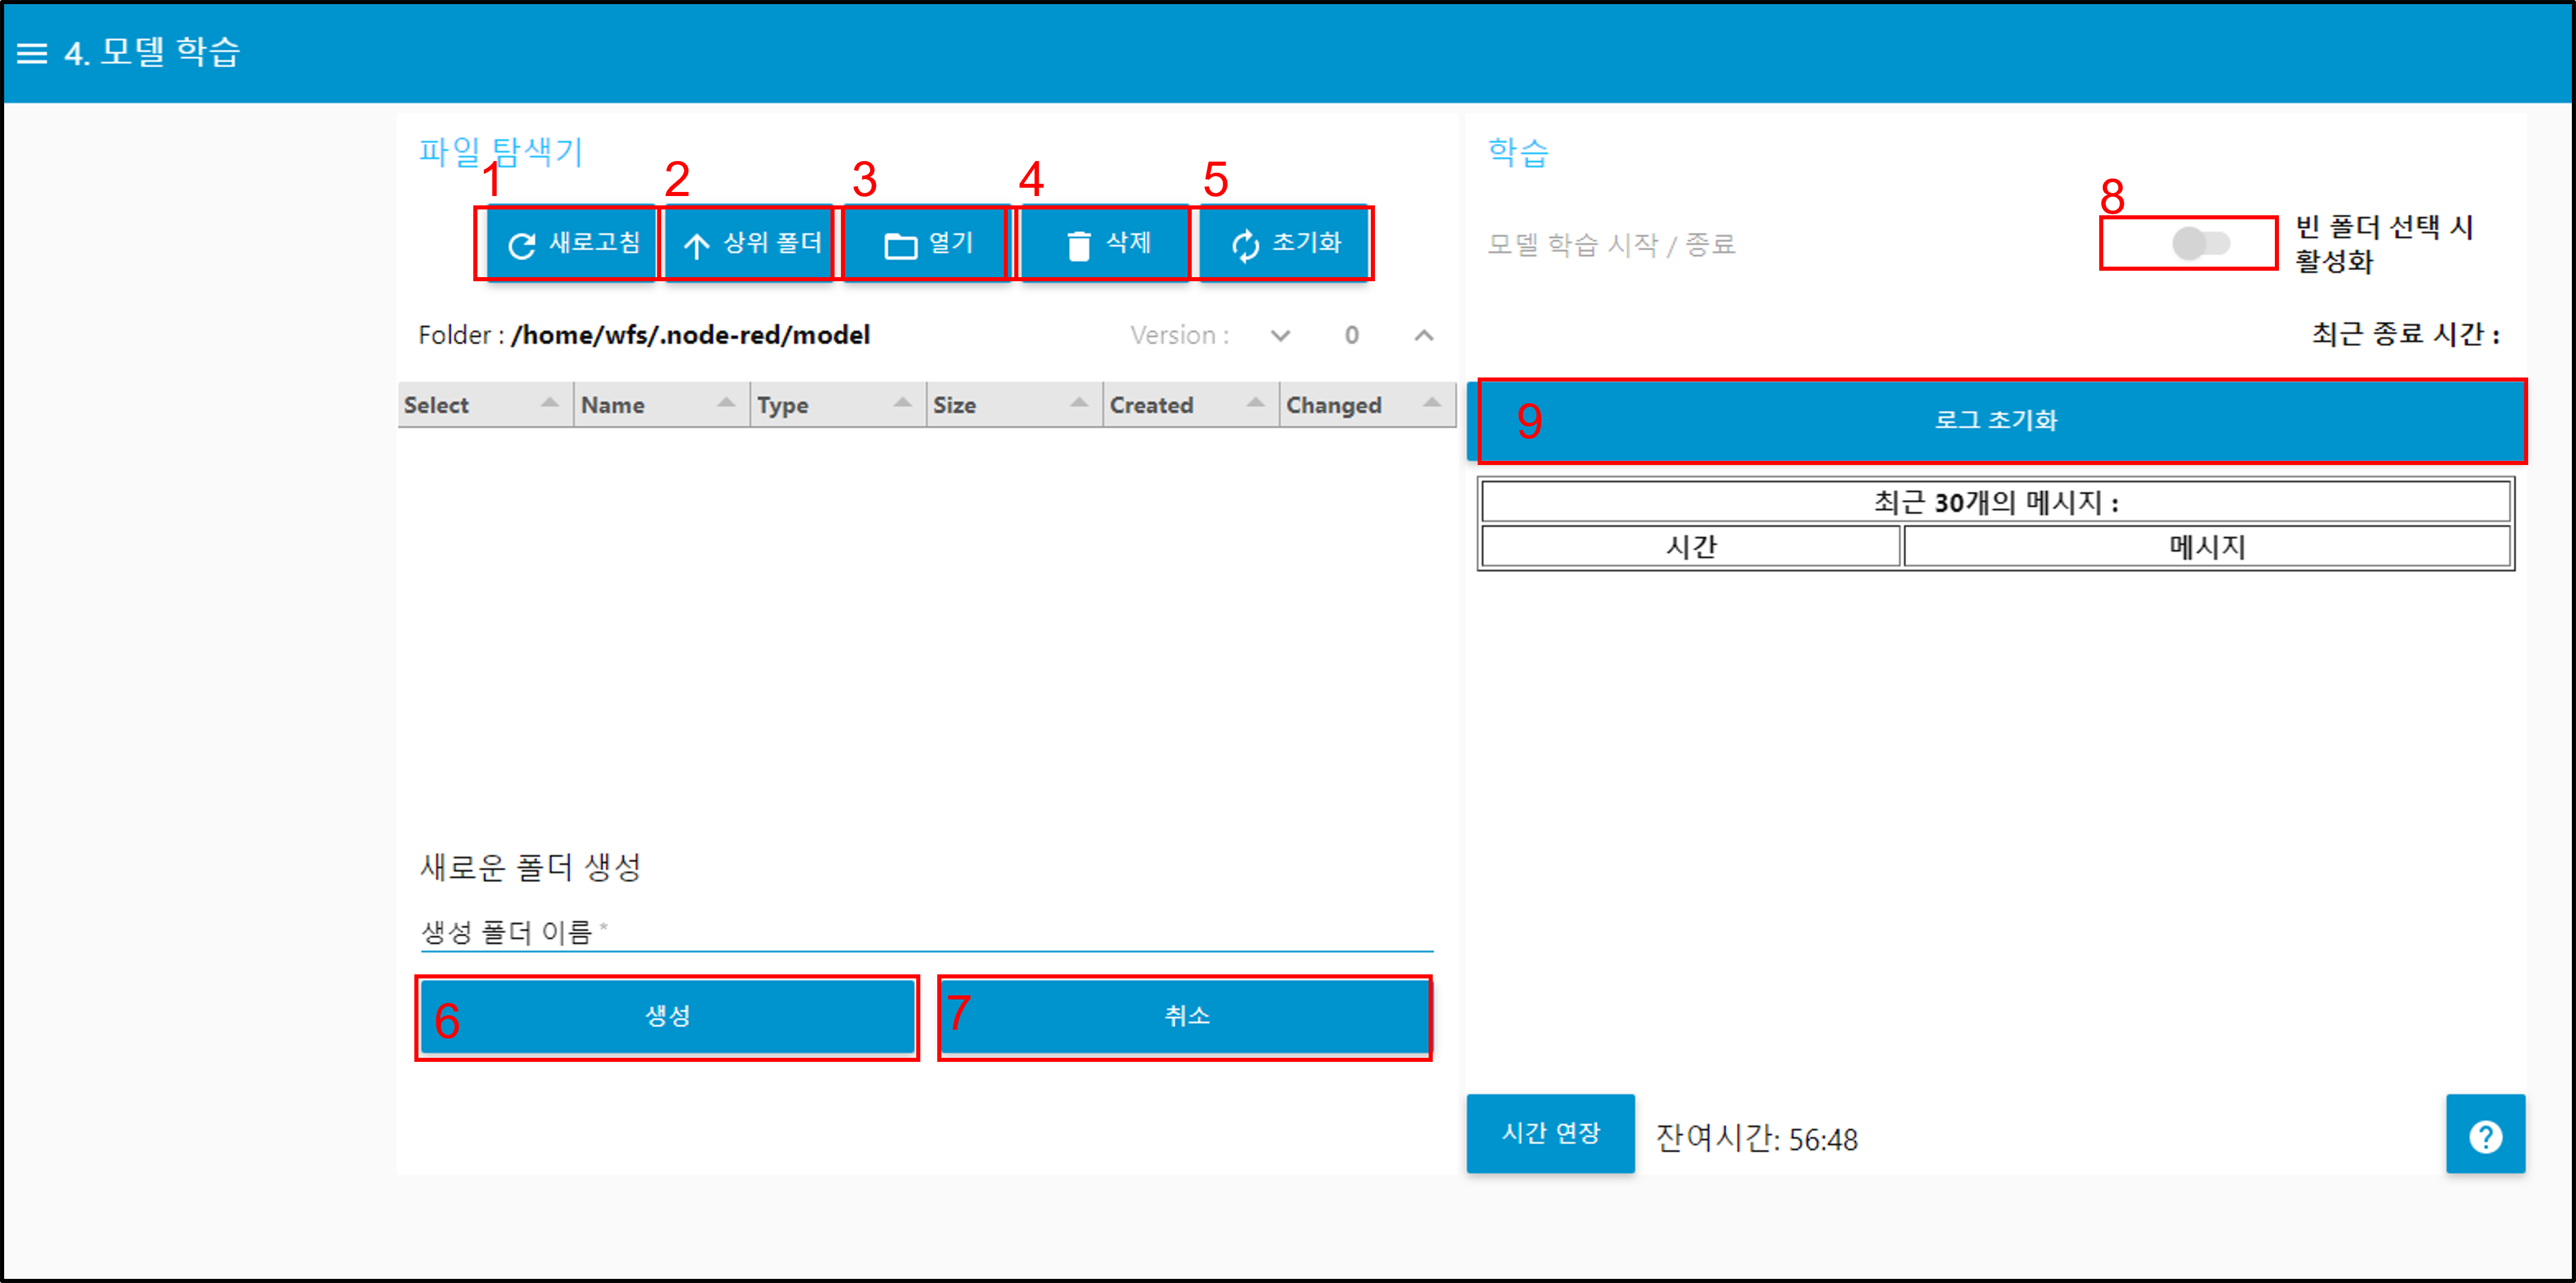 4. 모델 학습
파일 탐색기
1 2 3 4 5
새로고침 상위 폴더 열기 삭제 초기화
Folder : /home/wfs/.node-red/model Version : 0
Select Name Type Size Created Changed
새로운 폴더 생성
생성 폴더 이름 *
6 생성 7 취소
학습
8
모델 학습 시작 / 종료 빈 폴더 선택 시
활성화
최근 종료 시간 :
9 로그 초기화
최근 30개의 메시지 :
시간 메시지
시간 연장 잔여시간: 56:48 ?